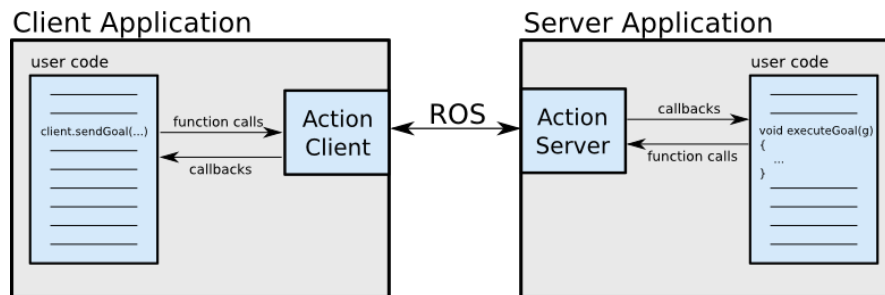 Client Application
user code
client.sendGoal(...)
function calls
callbacks
Action
Client
ROS
Server Application
Action
Server
callbacks
function calls
user code
void executeGoal(g)
{
...
}